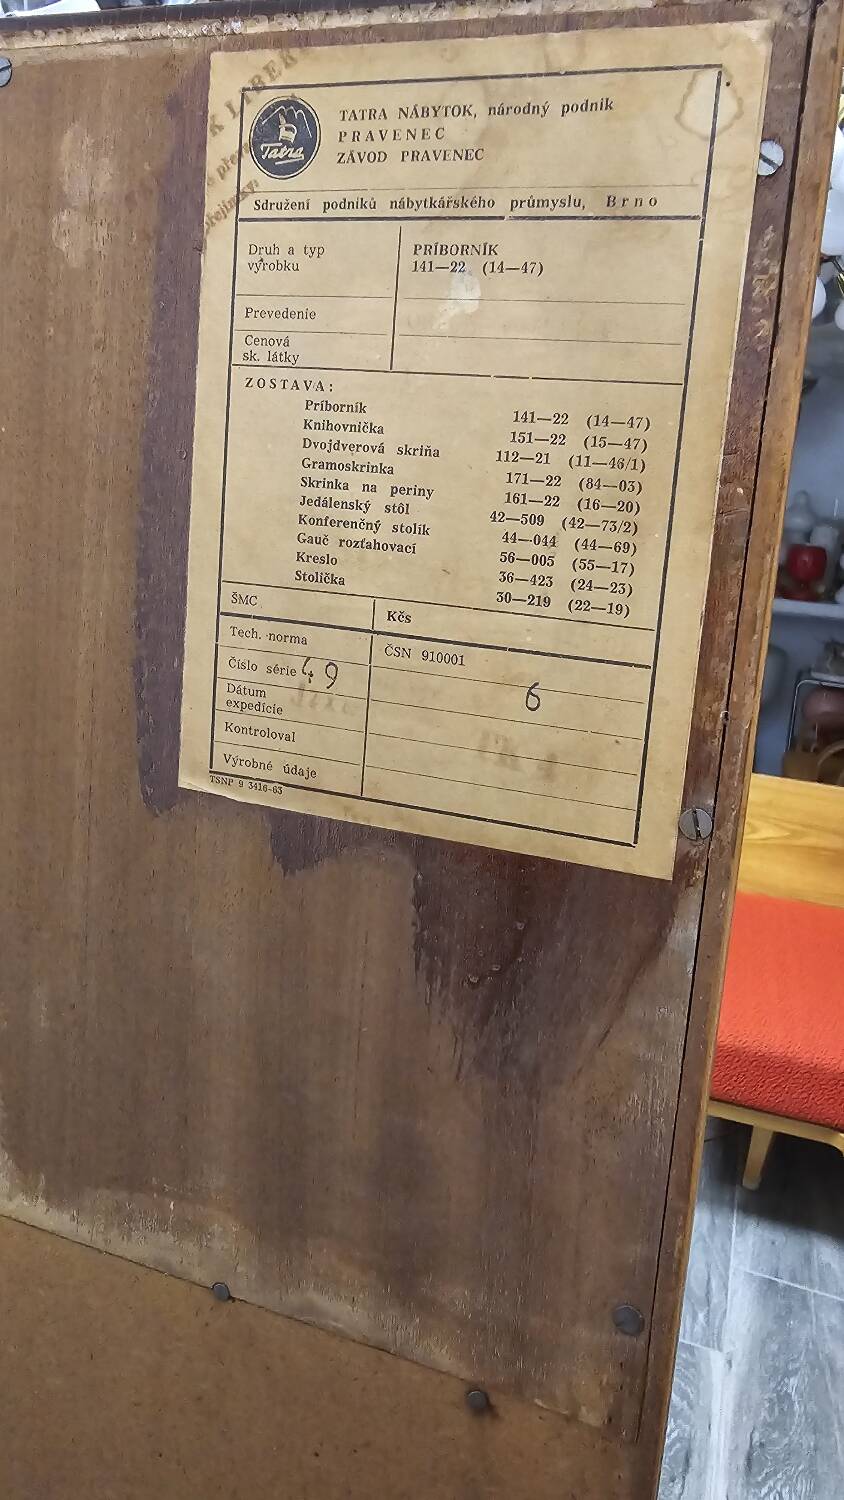 K LIBER
TATRA NÁBYTOK, národný podnik
PRAVENEC
ZÁVOD PRAVENEC
Tatra
Sdružení podniků nábytkářského průmyslu, Brno
Druh a typ výrobku
PRÍBORNÍK
141—22 (14—47)
Prevedenie
Cenová
sk. látky
ZOSTAVA:
Príborník 141—22 (14—47)
Knihovnička 151—22 (15—47)
Dvojdverová skriňa 112—21 (11—46/1)
Gramoskrinka 171—22 (84—03)
Skrinka na periny 161—22 (16—20)
Jedálenský stôl 42—509 (42—73/2)
Konferenčný stolík 44—044 (44—69)
Gauč rozťahovací 56—005 (55—17)
Kreslo 36—423 (24—23)
Stolička 30—219 (22—19)
ŠMC Kčs
Tech. norma ČSN 910001
Číslo série 49 6
Dátum
expedície
Kontroloval
Výrobné údaje
TSNP 9 3416-63